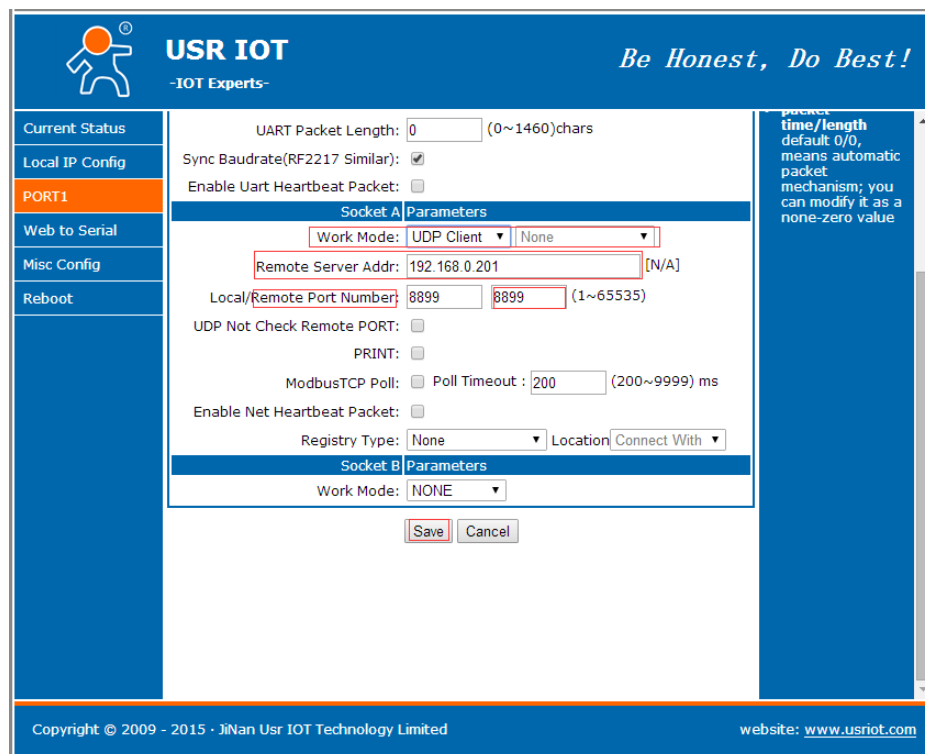 ®
USR IOT
-IOT Experts-
Be Honest, Do Best!
Current Status
Local IP Config
PORT1
Web to Serial
Misc Config
Reboot
UART Packet Length: 0 (0~1460)chars
Sync Baudrate(RF2217 Similar):
Enable Uart Heartbeat Packet:
Socket A Parameters
Work Mode: UDP Client None
Remote Server Addr: 192.168.0.201 [N/A]
Local/Remote Port Number: 8899 8899 (1~65535)
UDP Not Check Remote PORT:
PRINT:
ModbusTCP Poll: Poll Timeout : 200 (200~9999) ms
Enable Net Heartbeat Packet:
Registry Type: None Location Connect With
Socket B Parameters
Work Mode: NONE
Save Cancel
packet
time/length
default 0/0,
means automatic
packet
mechanism; you
can modify it as a
none-zero value
Copyright © 2009 - 2015 · JiNan Usr IOT Technology Limited
website: www.usriot.com